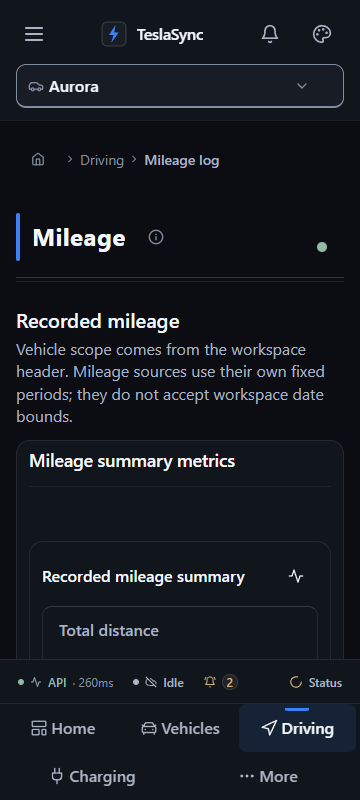 TeslaSync
Aurora
Driving
Mileage log
Mileage
Recorded mileage
Vehicle scope comes from the workspace
header. Mileage sources use their own fixed
periods; they do not accept workspace date
bounds.
Mileage summary metrics
Recorded mileage summary
Total distance
API · 260ms
Idle
2
Status
Home
Vehicles
Driving
Charging
More